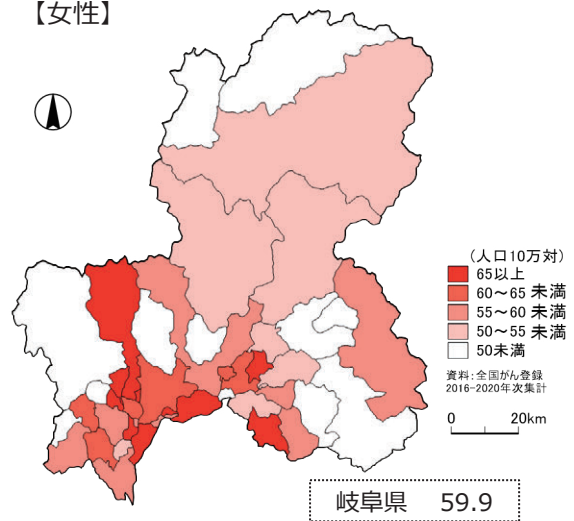 【女性】
(人口10万対)
65以上
60～65 未満
55～60 未満
50～55 未満
50未満
資料：全国がん登録
2016-2020年次集計
0 20km
岐阜県 59.9